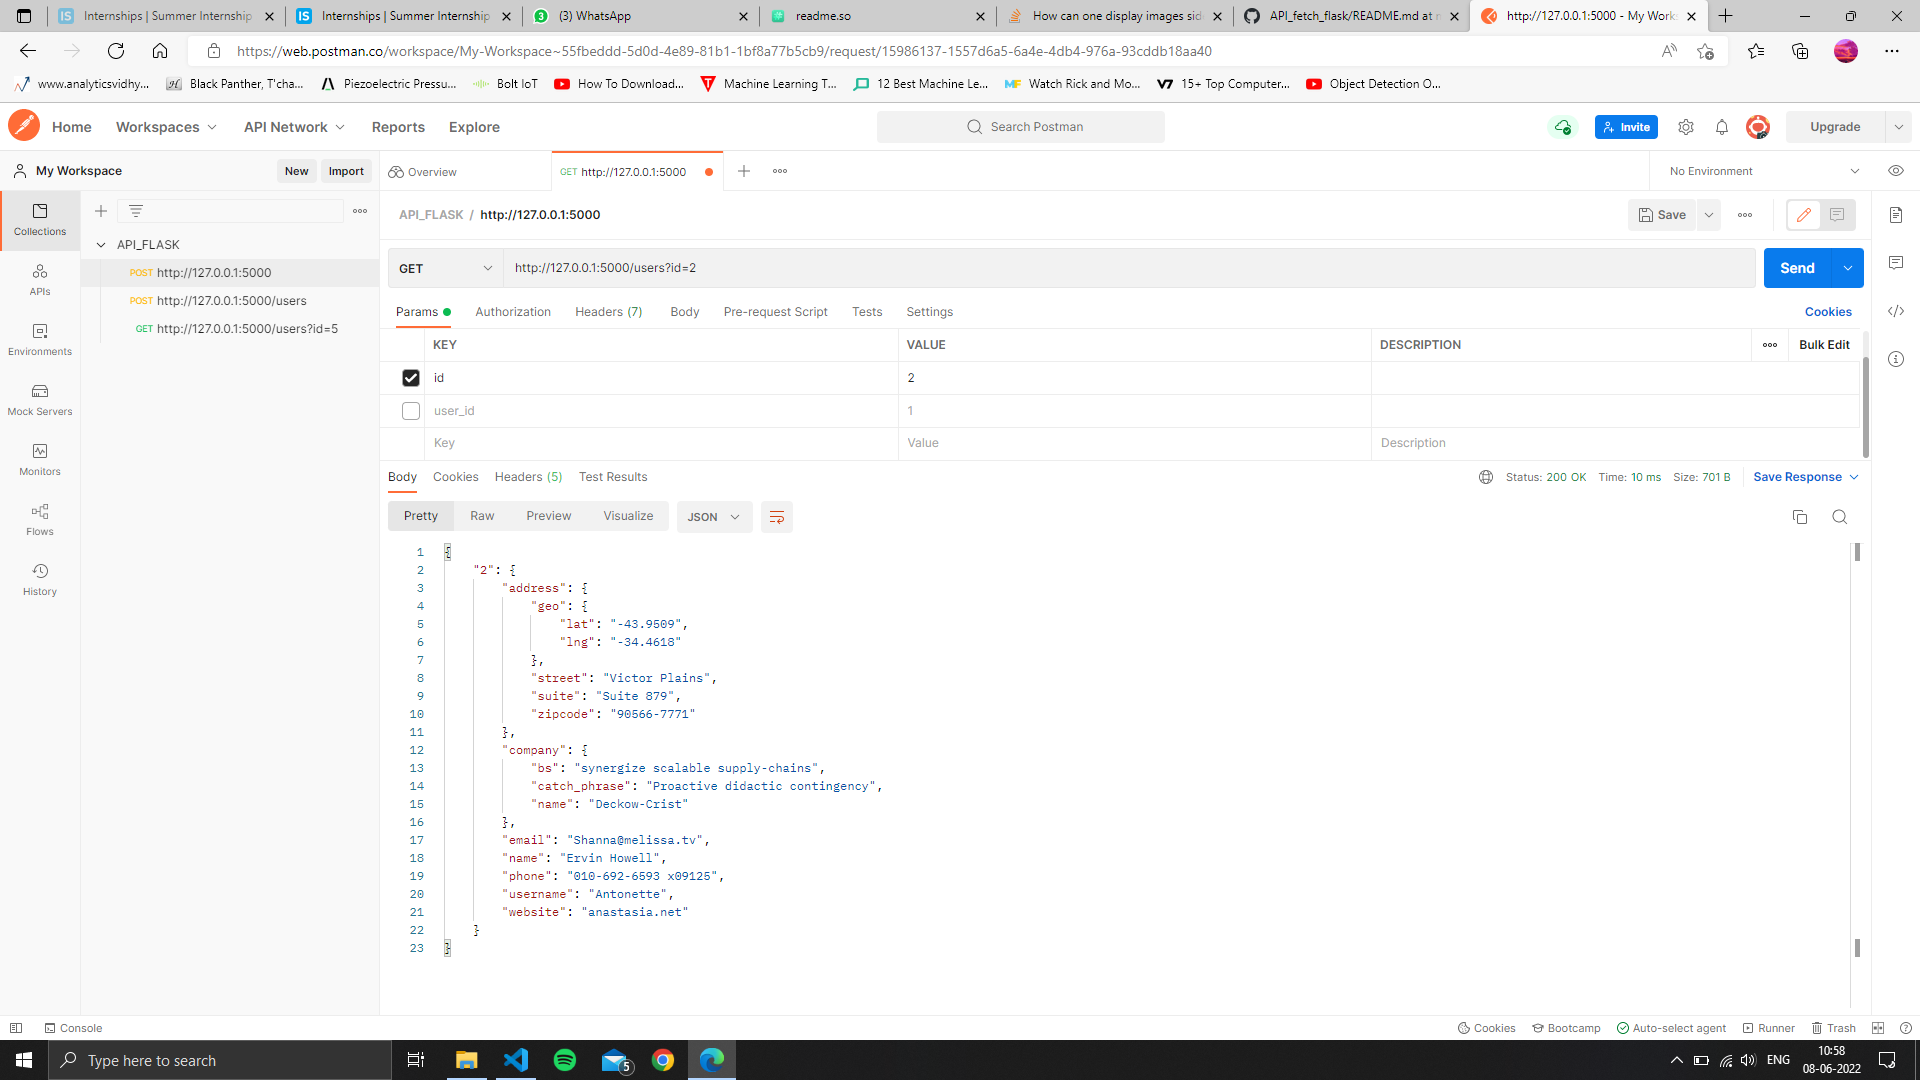 Internships | Summer Internship
Internships | Summer Internship
(3) WhatsApp
readme.so
How can one display images sid
API_fetch_flask/README.md at m
http://127.0.0.1:5000 - My Works
https://web.postman.co/workspace/My-Workspace~55fbeddd-5d0d-4e89-81b1-1bf8a77b5cb9/request/15986137-1557d6a5-6a4e-4db4-976a-93cddb18aa40
www.analyticsvidhy...
Black Panther, T'cha...
Piezoelectric Pressu...
Bolt IoT
How To Download...
Machine Learning T...
12 Best Machine Le...
Watch Rick and Mo...
15+ Top Computer...
Object Detection O...
Home
Workspaces
API Network
Reports
Explore
Search Postman
Invite
Upgrade
My Workspace
New
Import
Overview
GET http://127.0.0.1:5000
No Environment
Collections
APIs
Environments
Mock Servers
Monitors
Flows
History
API_FLASK
POST http://127.0.0.1:5000
POST http://127.0.0.1:5000/users
GET http://127.0.0.1:5000/users?id=5
API_FLASK / http://127.0.0.1:5000
Save
GET
http://127.0.0.1:5000/users?id=2
Send
Params
Authorization
Headers (7)
Body
Pre-request Script
Tests
Settings
Cookies
KEY VALUE DESCRIPTION
Bulk Edit
id 2
user_id 1
Key Value Description
Body
Cookies
Headers (5)
Test Results
Status: 200 OK
Time: 10 ms
Size: 701 B
Save Response
Pretty
Raw
Preview
Visualize
JSON
1 {
2 "2": {
3 "address": {
4 "geo": {
5 "lat": "-43.9509",
6 "lng": "-34.4618"
7 },
8 "street": "Victor Plains",
9 "suite": "Suite 879",
10 "zipcode": "90566-7771"
11 },
12 "company": {
13 "bs": "synergize scalable supply-chains",
14 "catch_phrase": "Proactive didactic contingency",
15 "name": "Deckow-Crist"
16 },
17 "email": "Shanna@melissa.tv",
18 "name": "Ervin Howell",
19 "phone": "010-692-6593 x09125",
20 "username": "Antonette",
21 "website": "anastasia.net"
22 }
23 }
Console
Cookies
Bootcamp
Auto-select agent
Runner
Trash
Type here to search
5
ENG
10:58
08-06-2022